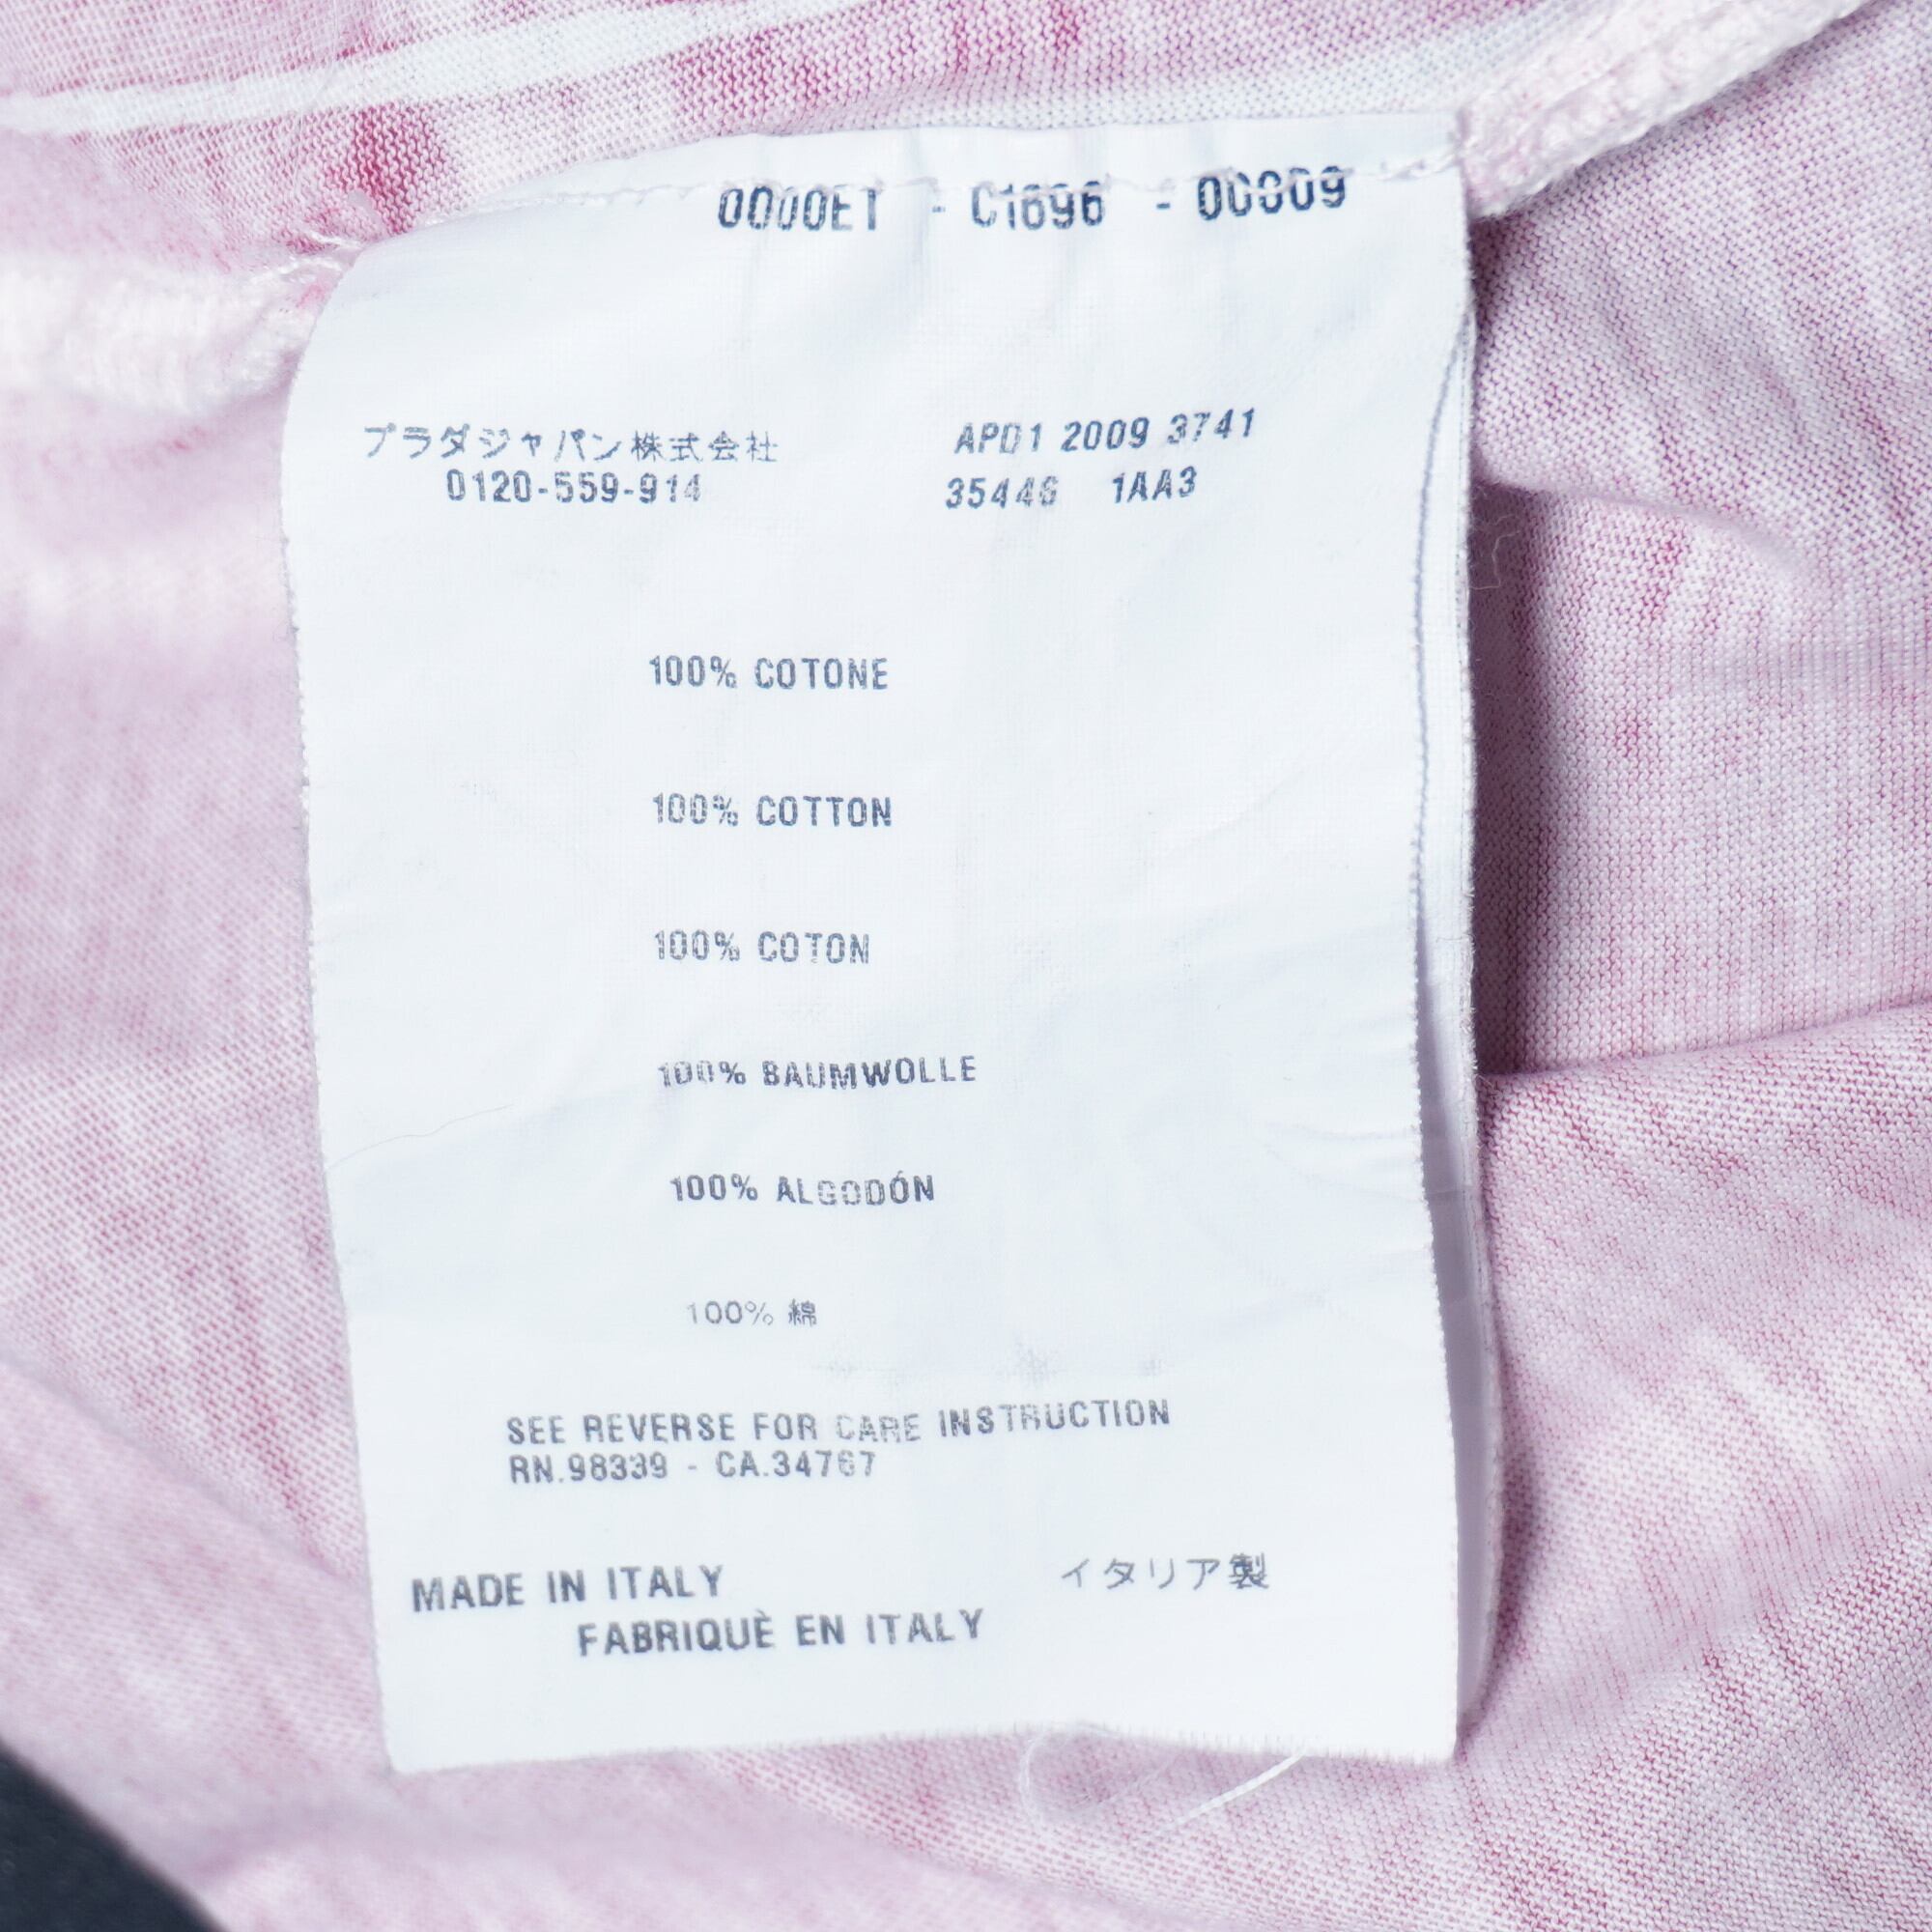 0000E1 - C1696 - 00009
プラダジャパン株式会社
0120-559-914
APD1 2009 3741
35446 1AA3
100% COTONE
100% COTTON
100% COTON
100% BAUMWOLLE
100% ALGODÓN
100% 綿
SEE REVERSE FOR CARE INSTRUCTION
RN.98339 - CA.34767
MADE IN ITALY
FABRIQUÈ EN ITALY
イタリア製